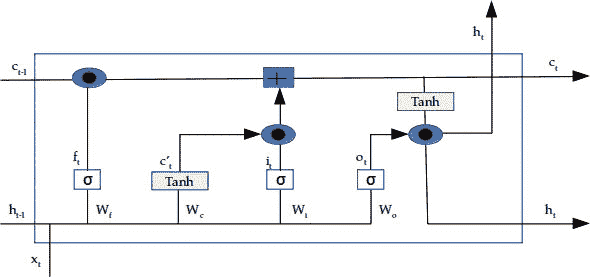 h_t
c_{t-1}
+
c_t
Tanh
f_t
c'_t
i_t
o_t
σ
Tanh
σ
σ
h_{t-1}
W_f
W_c
W_i
W_o
h_t
x_t